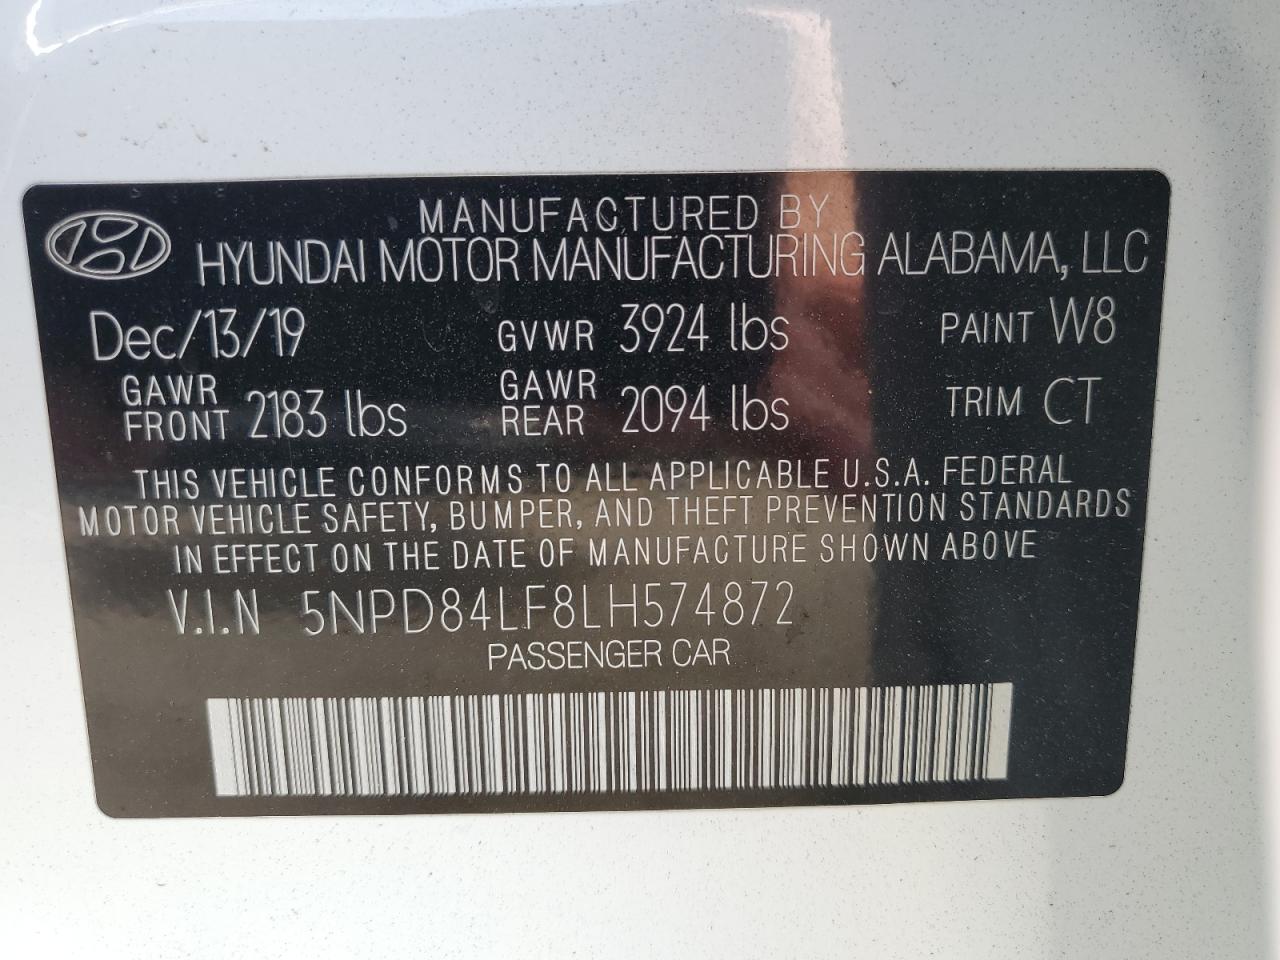 MANUFACTURED BY
HYUNDAI MOTOR MANUFACTURING ALABAMA, LLC
Dec/13/19 GVWR 3924 lbs PAINT W8
GAWR FRONT 2183 lbs GAWR REAR 2094 lbs TRIM CT
THIS VEHICLE CONFORMS TO ALL APPLICABLE U.S.A. FEDERAL
MOTOR VEHICLE SAFETY, BUMPER, AND THEFT PREVENTION STANDARDS
IN EFFECT ON THE DATE OF MANUFACTURE SHOWN ABOVE
V.I.N 5NPD84LF8LH574872
PASSENGER CAR